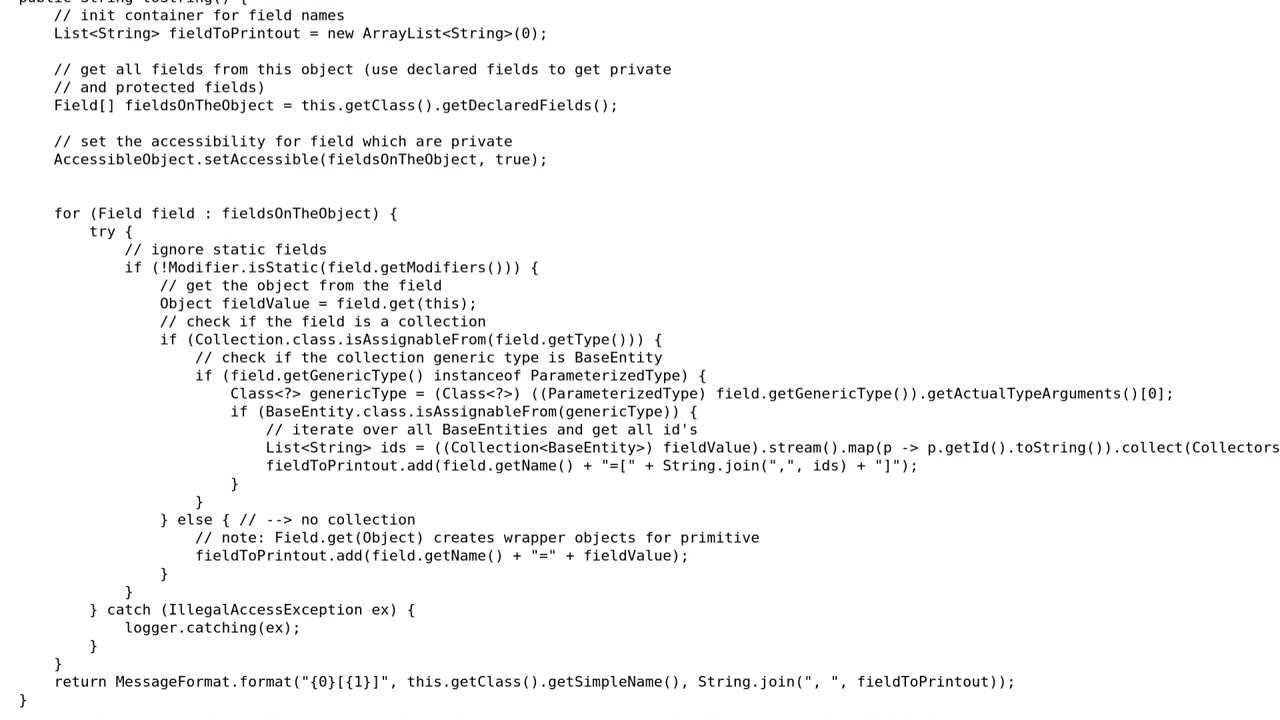 public String toString() {
    // init container for field names
    List<String> fieldToPrintout = new ArrayList<String>(0);

    // get all fields from this object (use declared fields to get private
    // and protected fields)
    Field[] fieldsOnTheObject = this.getClass().getDeclaredFields();

    // set the accessibility for field which are private
    AccessibleObject.setAccessible(fieldsOnTheObject, true);


    for (Field field : fieldsOnTheObject) {
        try {
            // ignore static fields
            if (!Modifier.isStatic(field.getModifiers())) {
                // get the object from the field
                Object fieldValue = field.get(this);
                // check if the field is a collection
                if (Collection.class.isAssignableFrom(field.getType())) {
                    // check if the collection generic type is BaseEntity
                    if (field.getGenericType() instanceof ParameterizedType) {
                        Class<?> genericType = (Class<?>) ((ParameterizedType) field.getGenericType()).getActualTypeArguments()[0];
                        if (BaseEntity.class.isAssignableFrom(genericType)) {
                            // iterate over all BaseEntities and get all id's
                            List<String> ids = ((Collection<BaseEntity>) fieldValue).stream().map(p -> p.getId().toString()).collect(Collectors
                            fieldToPrintout.add(field.getName() + "=[" + String.join(",", ids) + "]");
                        }
                    }
                } else { // --> no collection
                    // note: Field.get(Object) creates wrapper objects for primitive
                    fieldToPrintout.add(field.getName() + "=" + fieldValue);
                }
            }
        } catch (IllegalAccessException ex) {
            logger.catching(ex);
        }
    }
    return MessageFormat.format("{0}[{1}]", this.getClass().getSimpleName(), String.join(", ", fieldToPrintout));
}